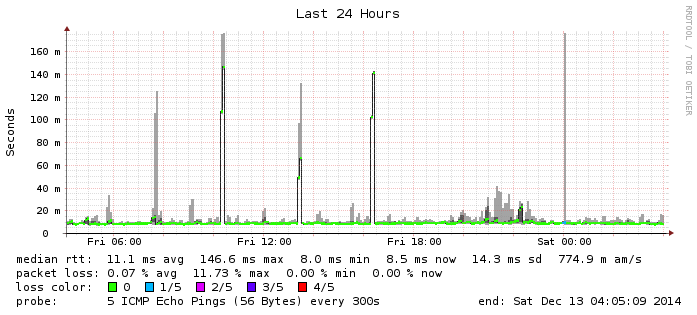 Last 24 Hours
RRDTOOL / TOBI OETIKER
Seconds
160 m
140 m
120 m
100 m
80 m
60 m
40 m
20 m
0
Fri 06:00 Fri 12:00 Fri 18:00 Sat 00:00
median rtt: 11.1 ms avg 146.6 ms max 8.0 ms min 8.5 ms now 14.3 ms sd 774.9 m am/s
packet loss: 0.07 % avg 11.73 % max 0.00 % min 0.00 % now
loss color: 0 1/5 2/5 3/5 4/5
probe: 5 ICMP Echo Pings (56 Bytes) every 300s end: Sat Dec 13 04:05:09 2014